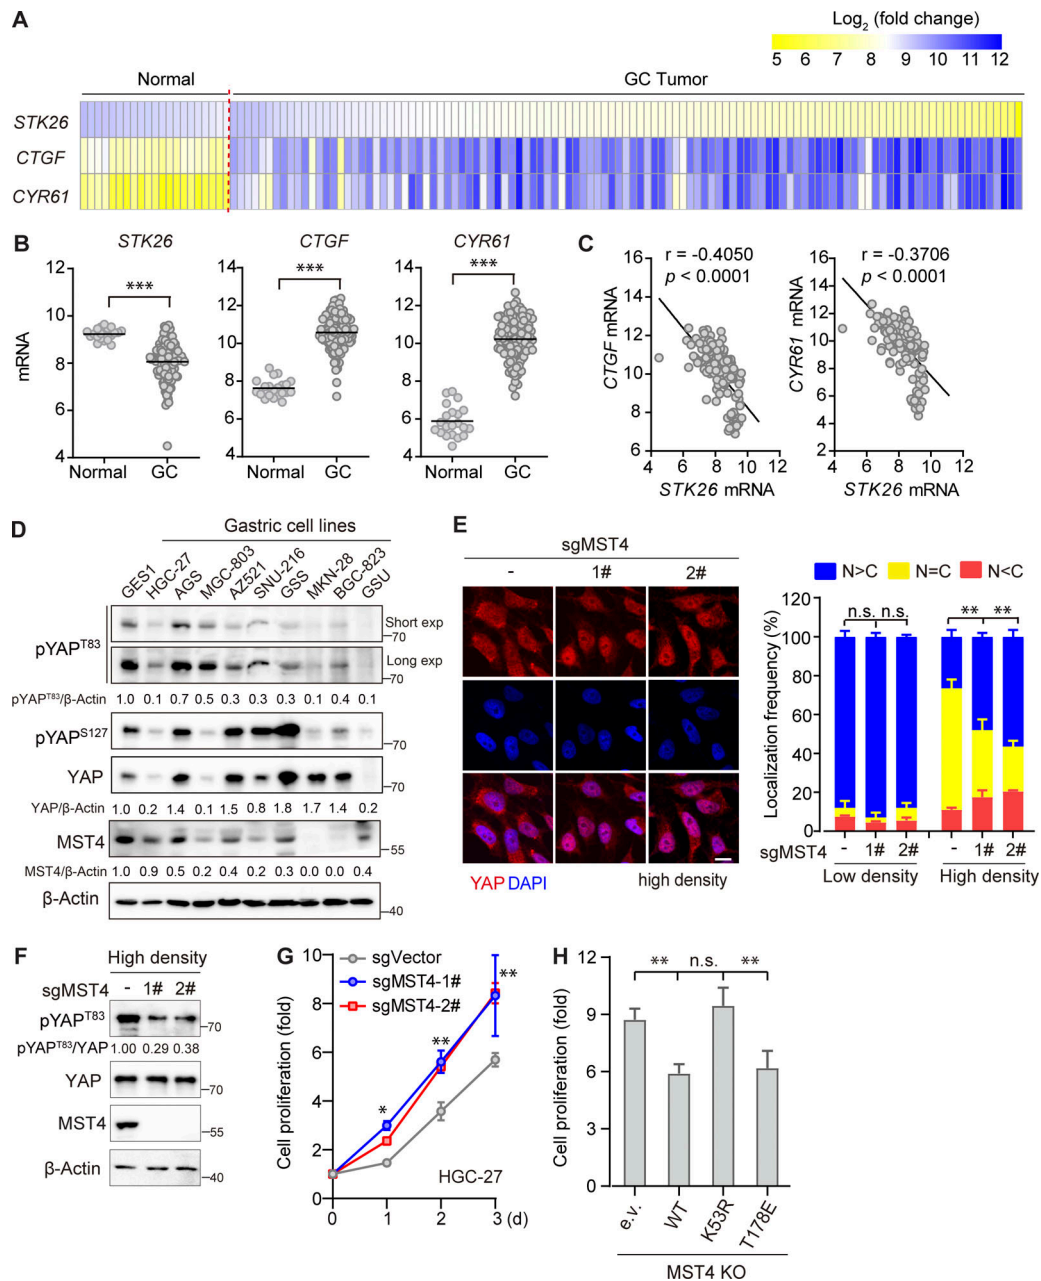 A
Log2 (fold change)
5 6 7 8 9 10 11 12
Normal GC Tumor
STK26
CTGF
CYR61
B
STK26 CTGF CYR61
mRNA
12
10
8
6
4
***
Normal GC
14
12
10
8
6
4
***
Normal GC
14
12
10
8
6
4
***
Normal GC
C
r = -0.4050
p < 0.0001
CTGF mRNA
16
14
12
10
8
6
4 6 8 10 12
STK26 mRNA
r = -0.3706
p < 0.0001
CYR61 mRNA
16
14
12
10
8
6
4
2
4 6 8 10 12
STK26 mRNA
D
Gastric cell lines
GES1 HGC-27 AGS MGC-803 AZ521 SNU-216 GSS MKN-28 BGC-823 GSU
pYAPT83
Short exp
70
Long exp
70
pYAPT83/β-Actin 1.0 0.1 0.7 0.5 0.3 0.3 0.3 0.1 0.4 0.1
pYAPS127
70
YAP
70
YAP/β-Actin 1.0 0.2 1.4 0.1 1.5 0.8 1.8 1.7 1.4 0.2
MST4
55
MST4/β-Actin 1.0 0.9 0.5 0.2 0.4 0.2 0.3 0.0 0.0 0.4
β-Actin
40
E
sgMST4
- 1# 2#
YAP DAPI high density
N>C N=C N<C
Localization frequency (%)
120
100
80
60
40
20
0
n.s. n.s. ** **
sgMST4 - 1# 2# - 1# 2#
Low density High density
F
High density
sgMST4 - 1# 2#
pYAPT83
70
pYAPT83/YAP 1.00 0.29 0.38
YAP
70
MST4
55
β-Actin
40
G
sgVector
sgMST4-1#
sgMST4-2#
Cell proliferation (fold)
10
8
6
4
2
0
*
**
**
HGC-27
0 1 2 3 (d)
H
Cell proliferation (fold)
12
9
6
3
0
** n.s. **
e.v. WT K53R T178E
MST4 KO